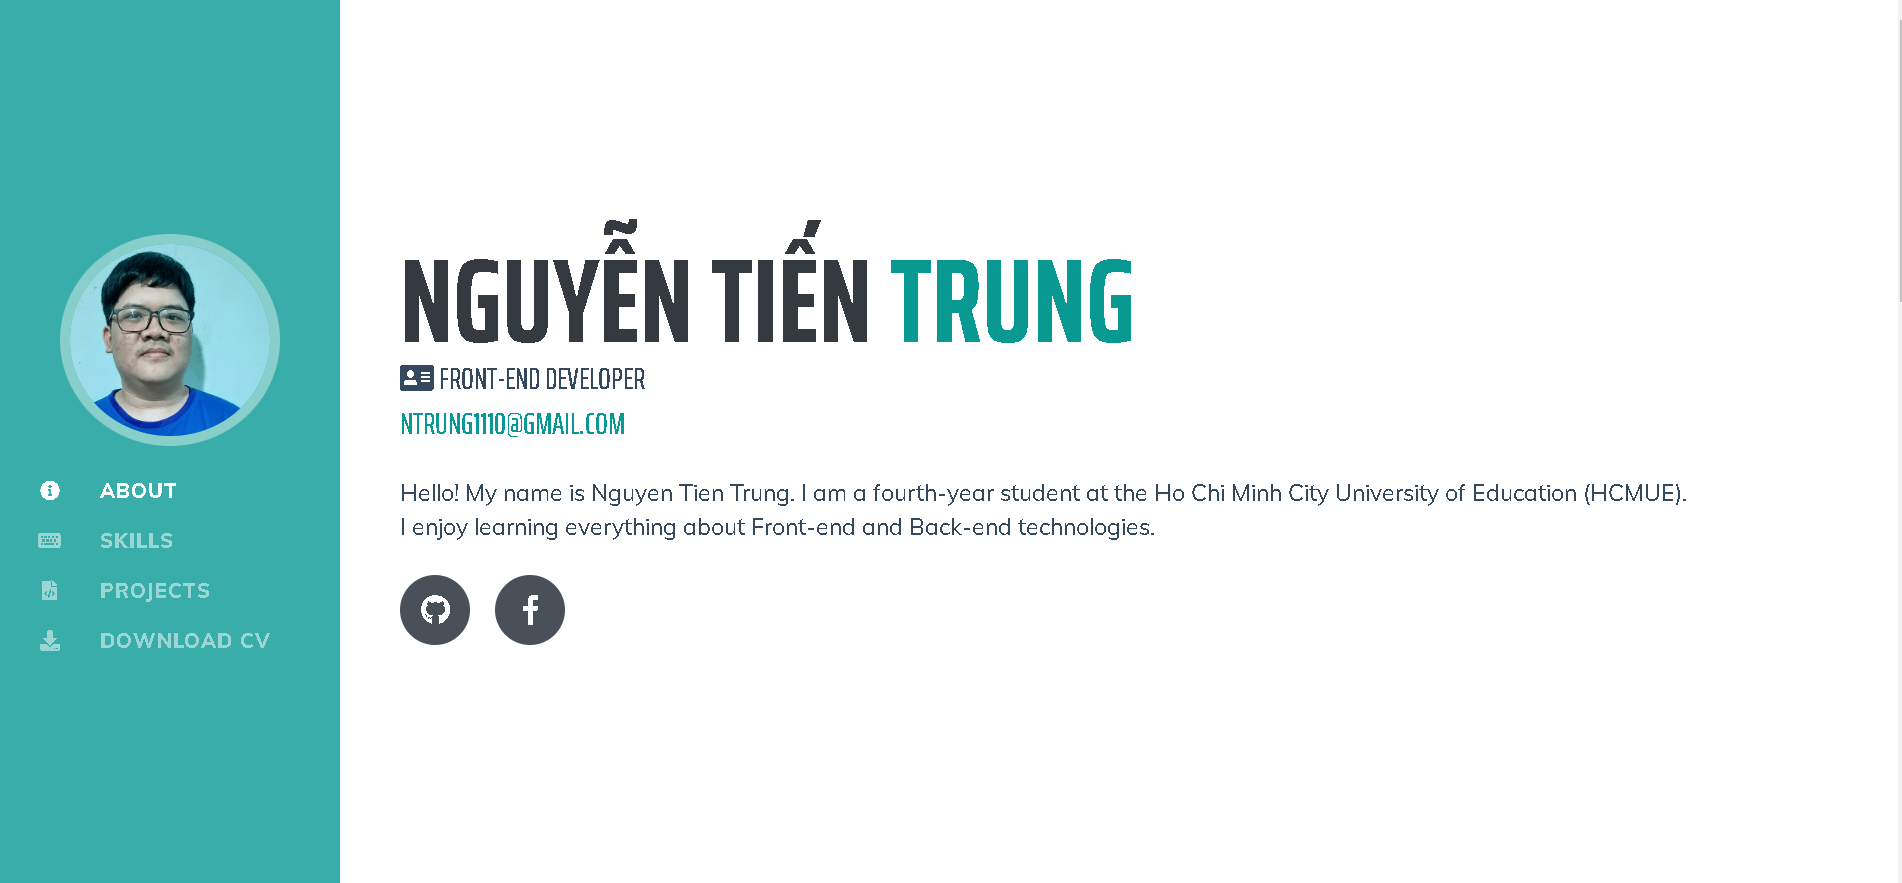 ABOUT
SKILLS
PROJECTS
DOWNLOAD CV
NGUYỄN TIẾN TRUNG
FRONT-END DEVELOPER
NTRUNG1110@GMAIL.COM
Hello! My name is Nguyen Tien Trung. I am a fourth-year student at the Ho Chi Minh City University of Education (HCMUE).
I enjoy learning everything about Front-end and Back-end technologies.